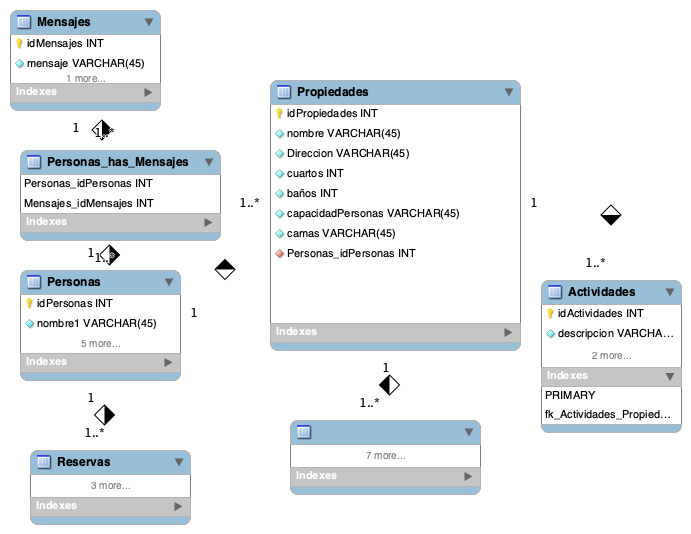 Mensajes
idMensajes INT
mensaje VARCHAR(45)
1 more...
Indexes
1
1..*
Personas_has_Mensajes
Personas_idPersonas INT
Mensajes_idMensajes INT
Indexes
1
1..*
Personas
idPersonas INT
nombre1 VARCHAR(45)
5 more...
Indexes
1
1..*
Reservas
3 more...
Indexes
1..*
1
Propiedades
idPropiedades INT
nombre VARCHAR(45)
Direccion VARCHAR(45)
cuartos INT
baños INT
capacidadPersonas VARCHAR(45)
camas VARCHAR(45)
Personas_idPersonas INT
Indexes
1
1..*
7 more...
Indexes
1
1..*
Actividades
idActividades INT
descripcion VARCHA...
2 more...
Indexes
PRIMARY
fk_Actividades_Propied...